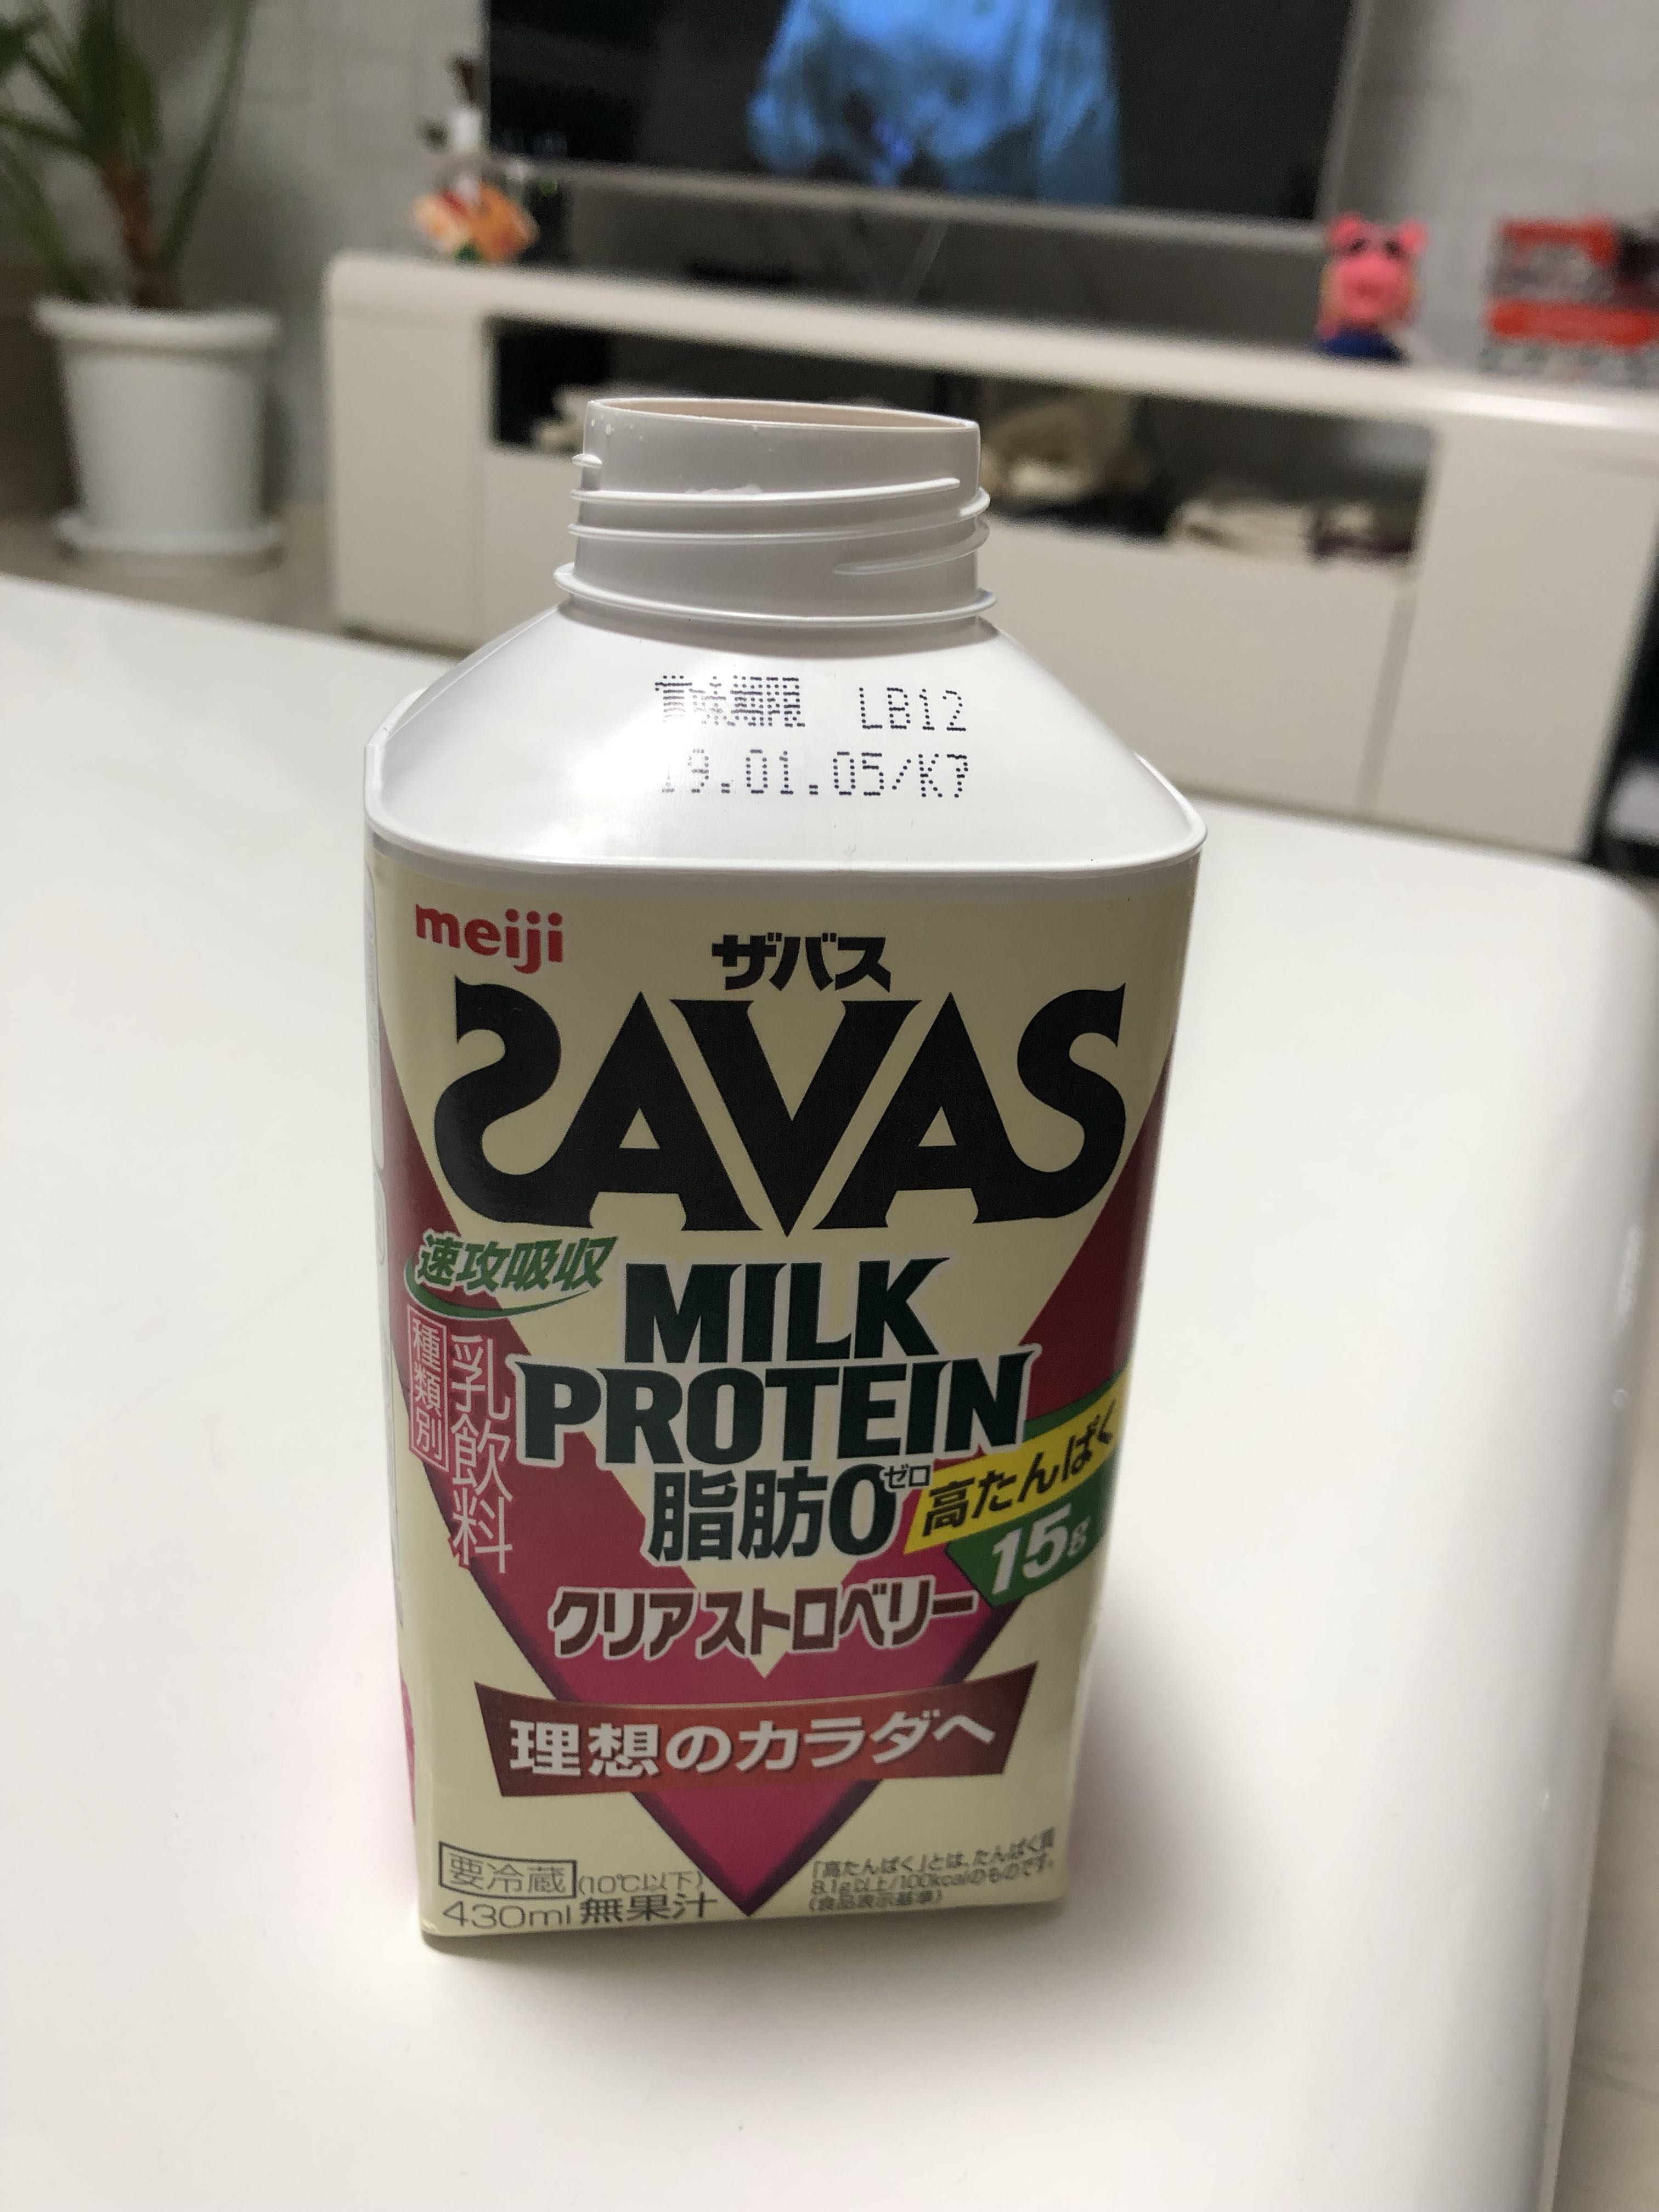 賞味期限 LB12
19.01.05/K7
meiji
ザバス
SAVAS
速攻吸収
MILK
PROTEIN
種類別
乳飲料
脂肪0
ゼロ
高たんぱく
15g
クリアストロベリー
理想のカラダへ
要冷蔵(10℃以下)
430ml 無果汁
「高たんぱく」とは、たんぱく質
8.1g以上/100kcalのものです。
(食品表示基準)